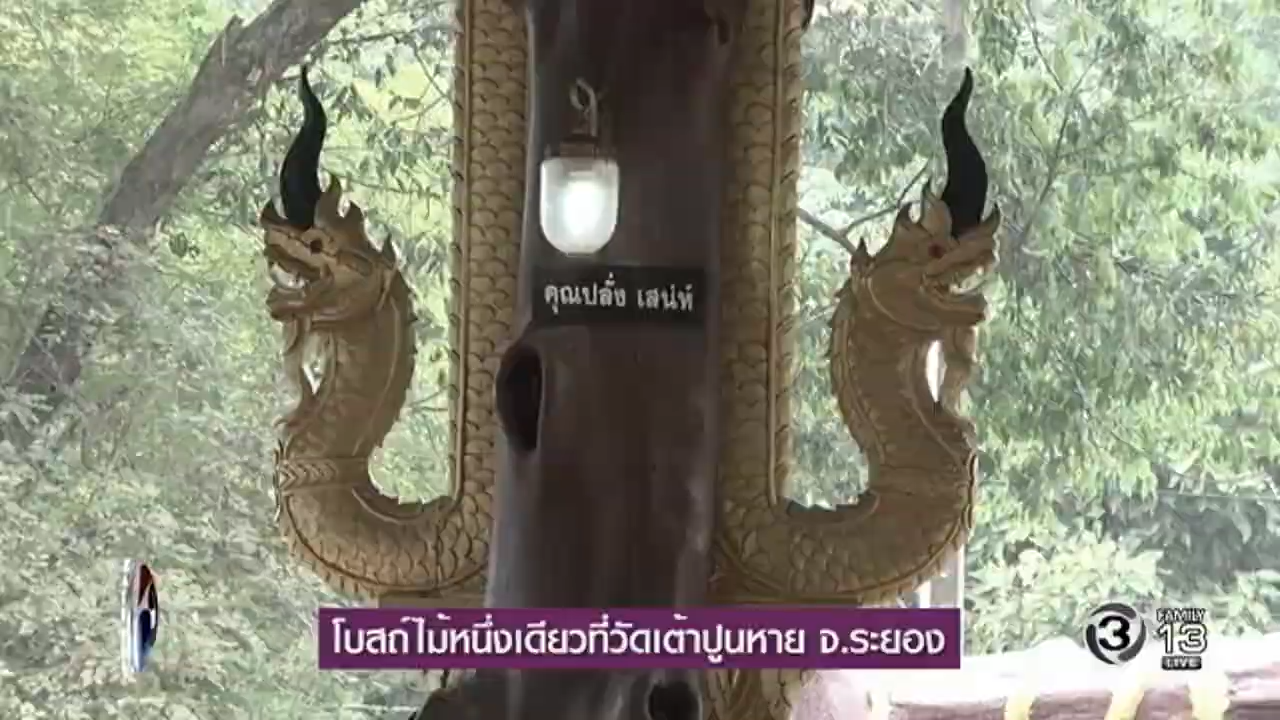 คุณปลั่ง เสน่ห์
โบสถ์ไม้หนึ่งเดียวที่วัดเต้าปูนหาย จ.ระยอง
3
FAMILY
13
LIVE